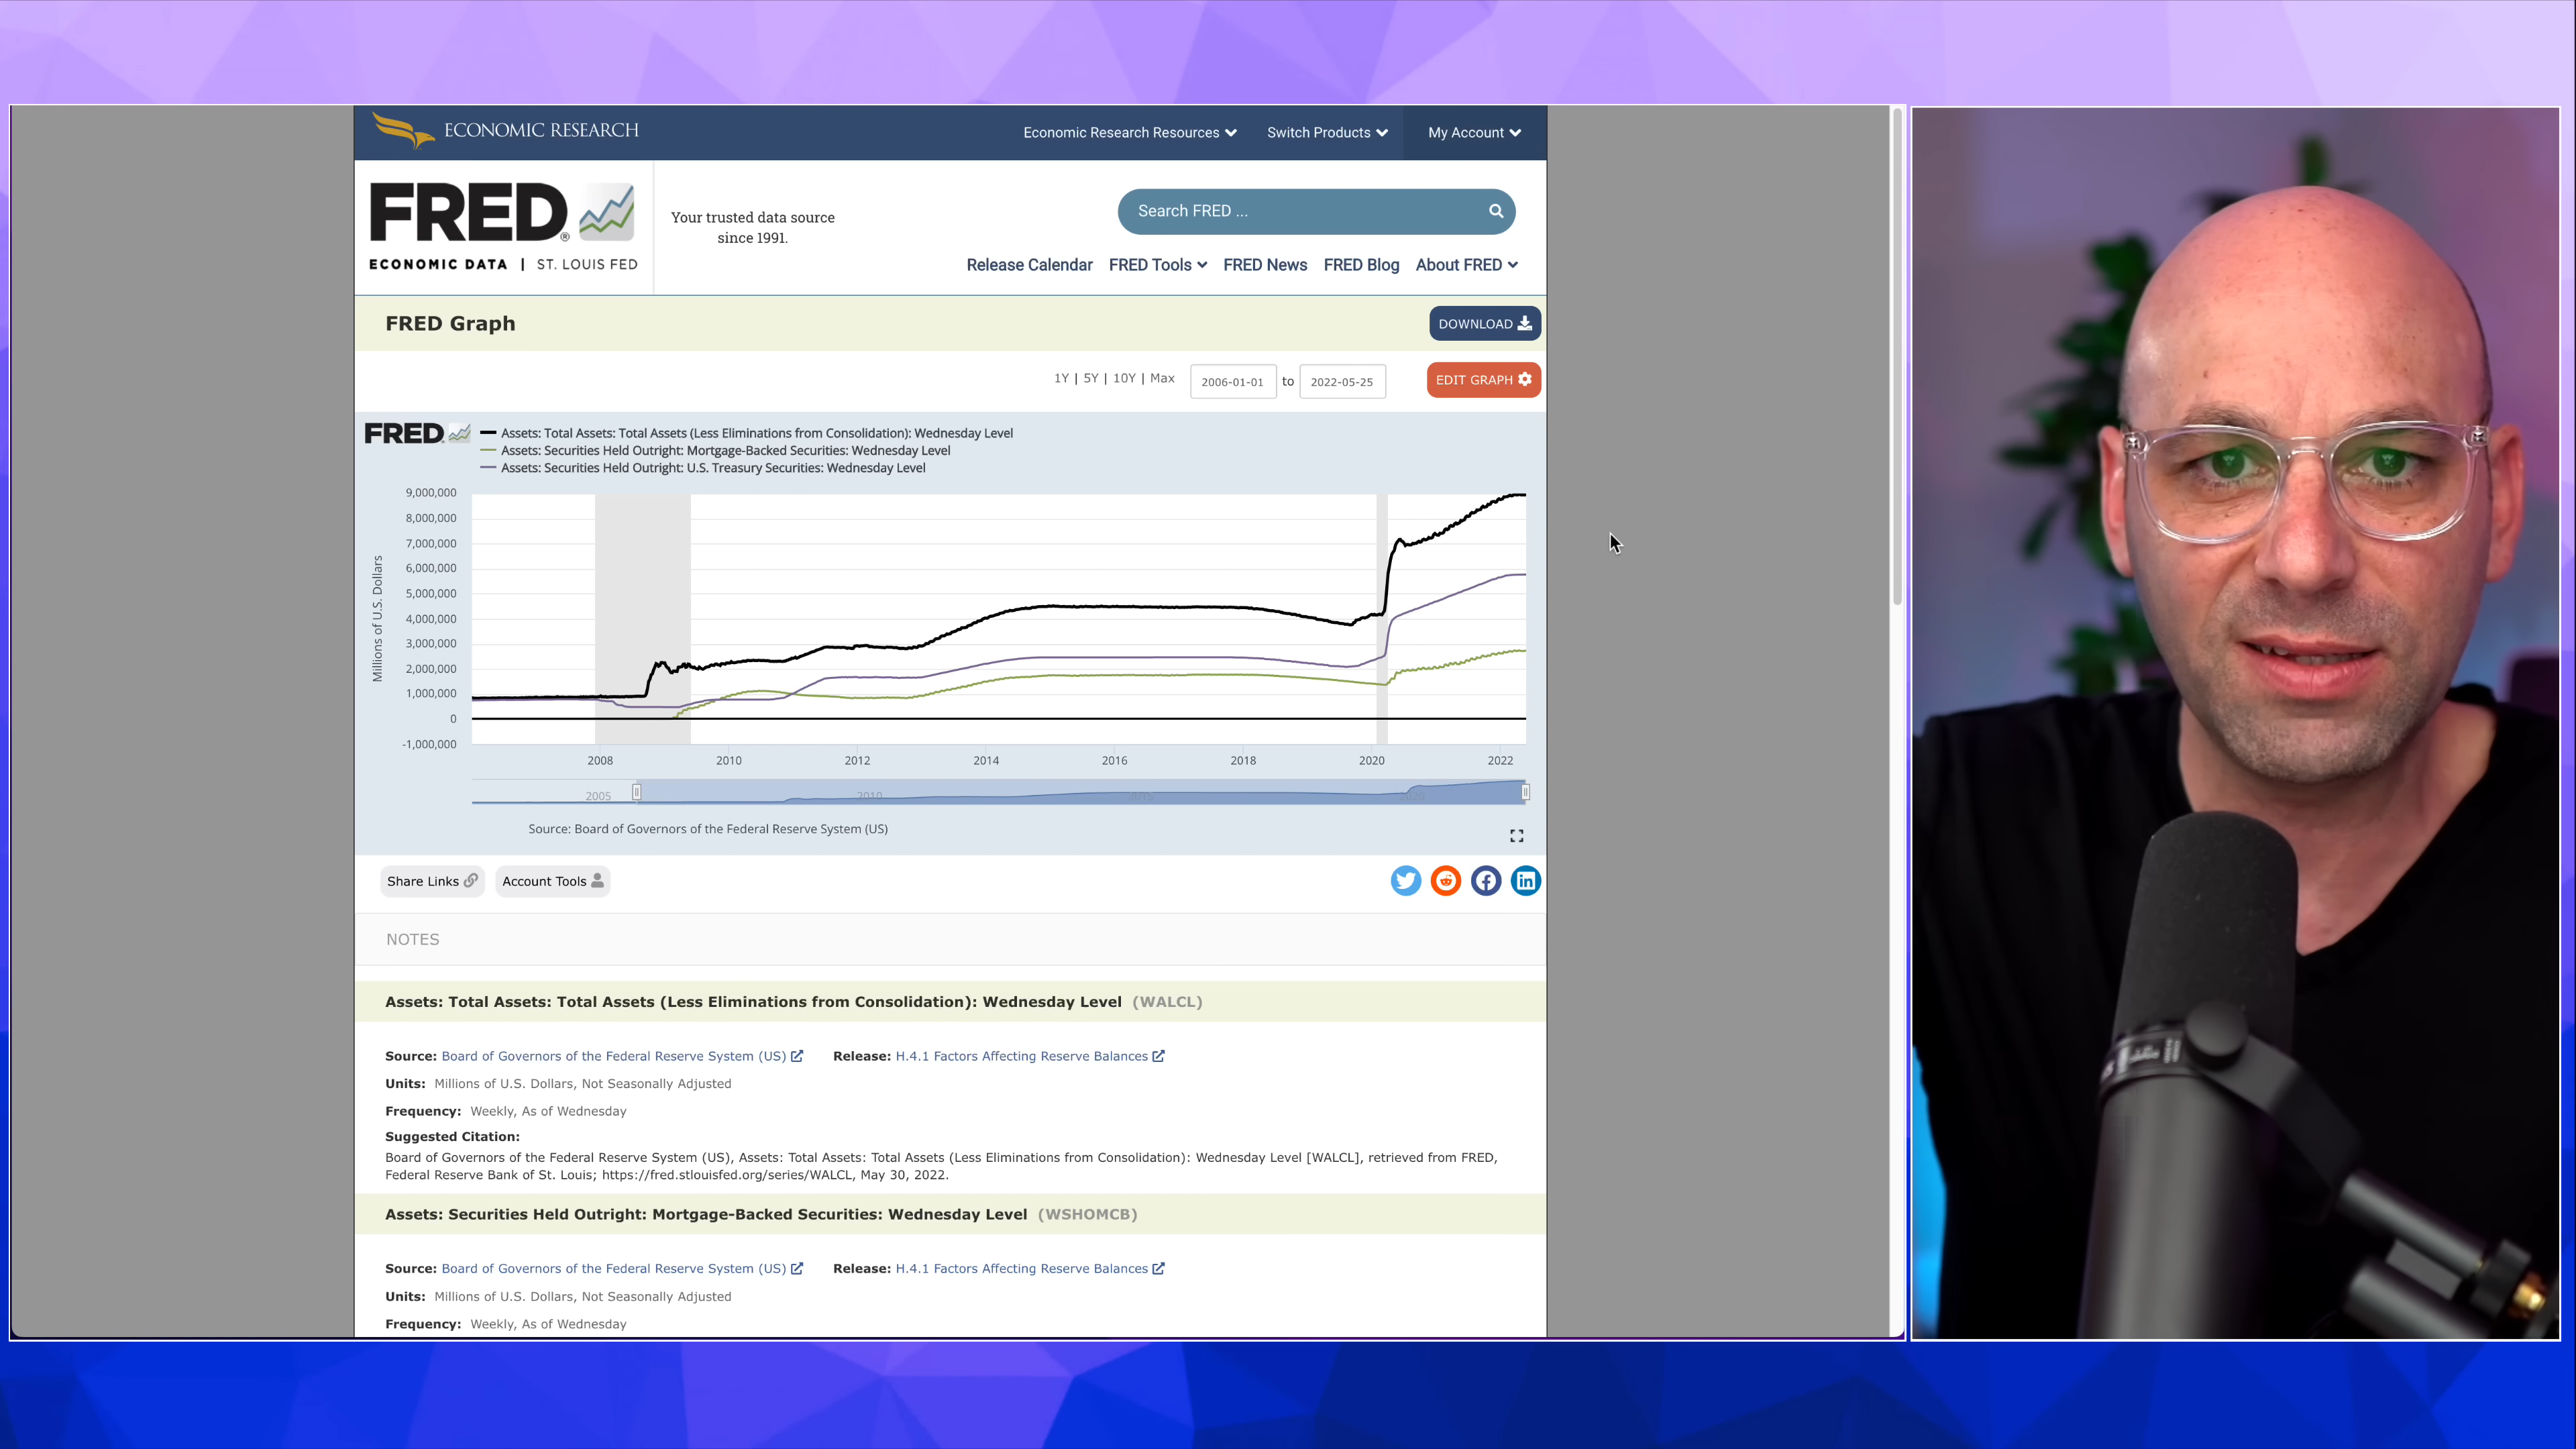 ECONOMIC RESEARCH
Economic Research Resources
Switch Products
My Account
FRED®
ECONOMIC DATA | ST. LOUIS FED
Your trusted data source
since 1991.
Search FRED ...
Release Calendar
FRED Tools
FRED News
FRED Blog
About FRED
FRED Graph
DOWNLOAD
1Y | 5Y | 10Y | Max
2006-01-01
to
2022-05-25
EDIT GRAPH
FRED
Assets: Total Assets: Total Assets (Less Eliminations from Consolidation): Wednesday Level
Assets: Securities Held Outright: Mortgage-Backed Securities: Wednesday Level
Assets: Securities Held Outright: U.S. Treasury Securities: Wednesday Level
Millions of U.S. Dollars
9,000,000
8,000,000
7,000,000
6,000,000
5,000,000
4,000,000
3,000,000
2,000,000
1,000,000
0
-1,000,000
2008
2010
2012
2014
2016
2018
2020
2022
2005
2010
2015
2020
Source: Board of Governors of the Federal Reserve System (US)
Share Links
Account Tools
NOTES
Assets: Total Assets: Total Assets (Less Eliminations from Consolidation): Wednesday Level (WALCL)
Source: Board of Governors of the Federal Reserve System (US)
Release: H.4.1 Factors Affecting Reserve Balances
Units: Millions of U.S. Dollars, Not Seasonally Adjusted
Frequency: Weekly, As of Wednesday
Suggested Citation:
Board of Governors of the Federal Reserve System (US), Assets: Total Assets: Total Assets (Less Eliminations from Consolidation): Wednesday Level [WALCL], retrieved from FRED,
Federal Reserve Bank of St. Louis; https://fred.stlouisfed.org/series/WALCL, May 30, 2022.
Assets: Securities Held Outright: Mortgage-Backed Securities: Wednesday Level (WSHOMCB)
Source: Board of Governors of the Federal Reserve System (US)
Release: H.4.1 Factors Affecting Reserve Balances
Units: Millions of U.S. Dollars, Not Seasonally Adjusted
Frequency: Weekly, As of Wednesday